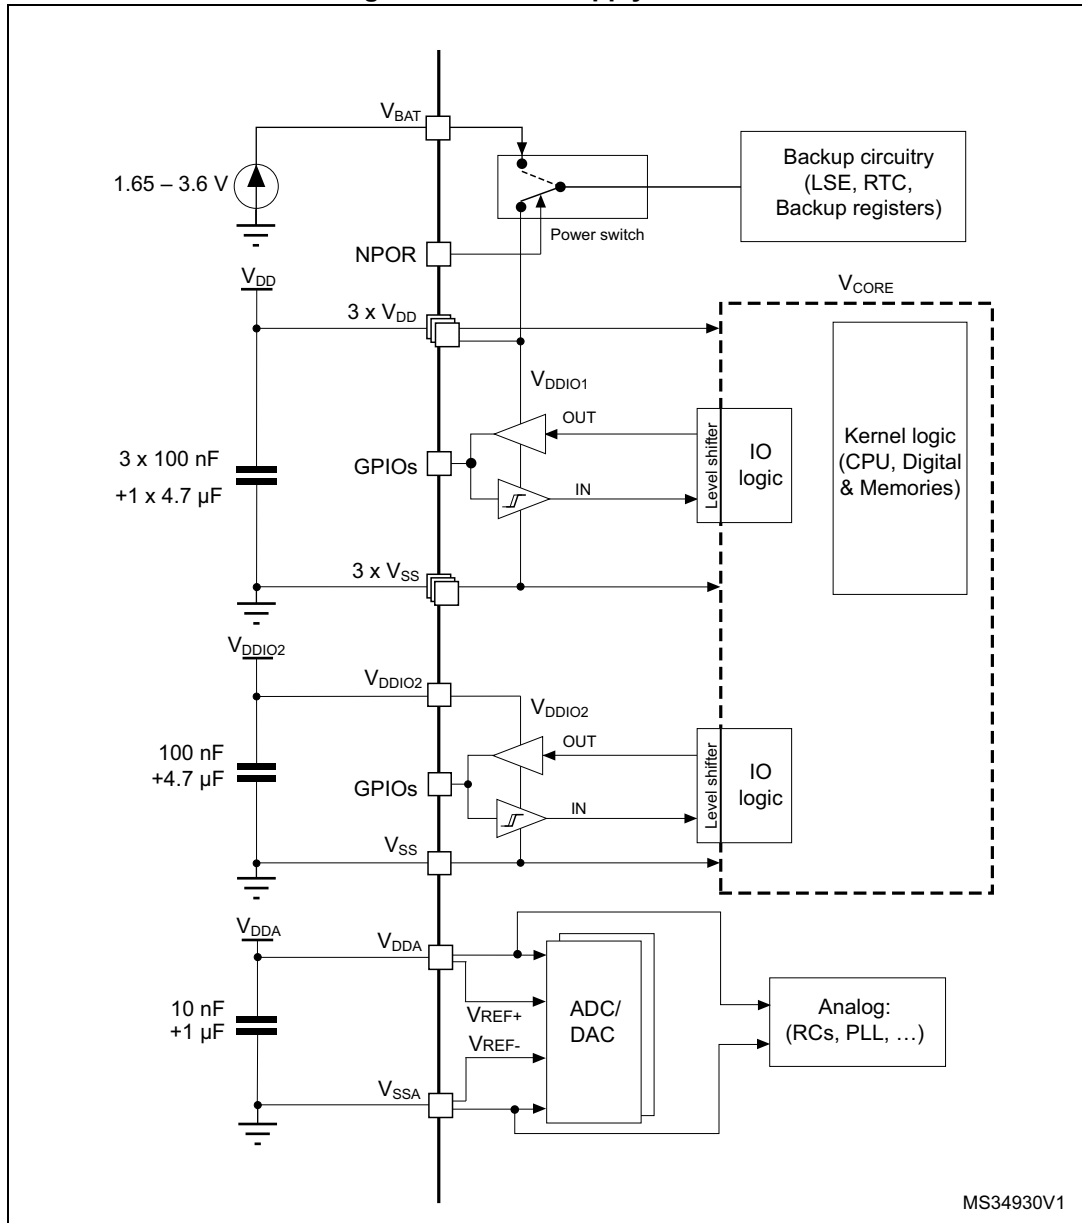 VBAT
1.65 – 3.6 V
Backup circuitry
(LSE, RTC,
Backup registers)
Power switch
NPOR
VDD
3 x VDD
VCORE
VDDIO1
OUT
GPIOs
IN
Level shifter
IO
logic
Kernel logic
(CPU, Digital
& Memories)
3 x 100 nF
+1 x 4.7 µF
3 x VSS
VDDIO2
VDDIO2
VDDIO2
OUT
100 nF
+4.7 µF
GPIOs
IN
Level shifter
IO
logic
VSS
VDDA
VDDA
10 nF
+1 µF
VREF+
VREF-
ADC/
DAC
Analog:
(RCs, PLL, …)
VSSA
MS34930V1